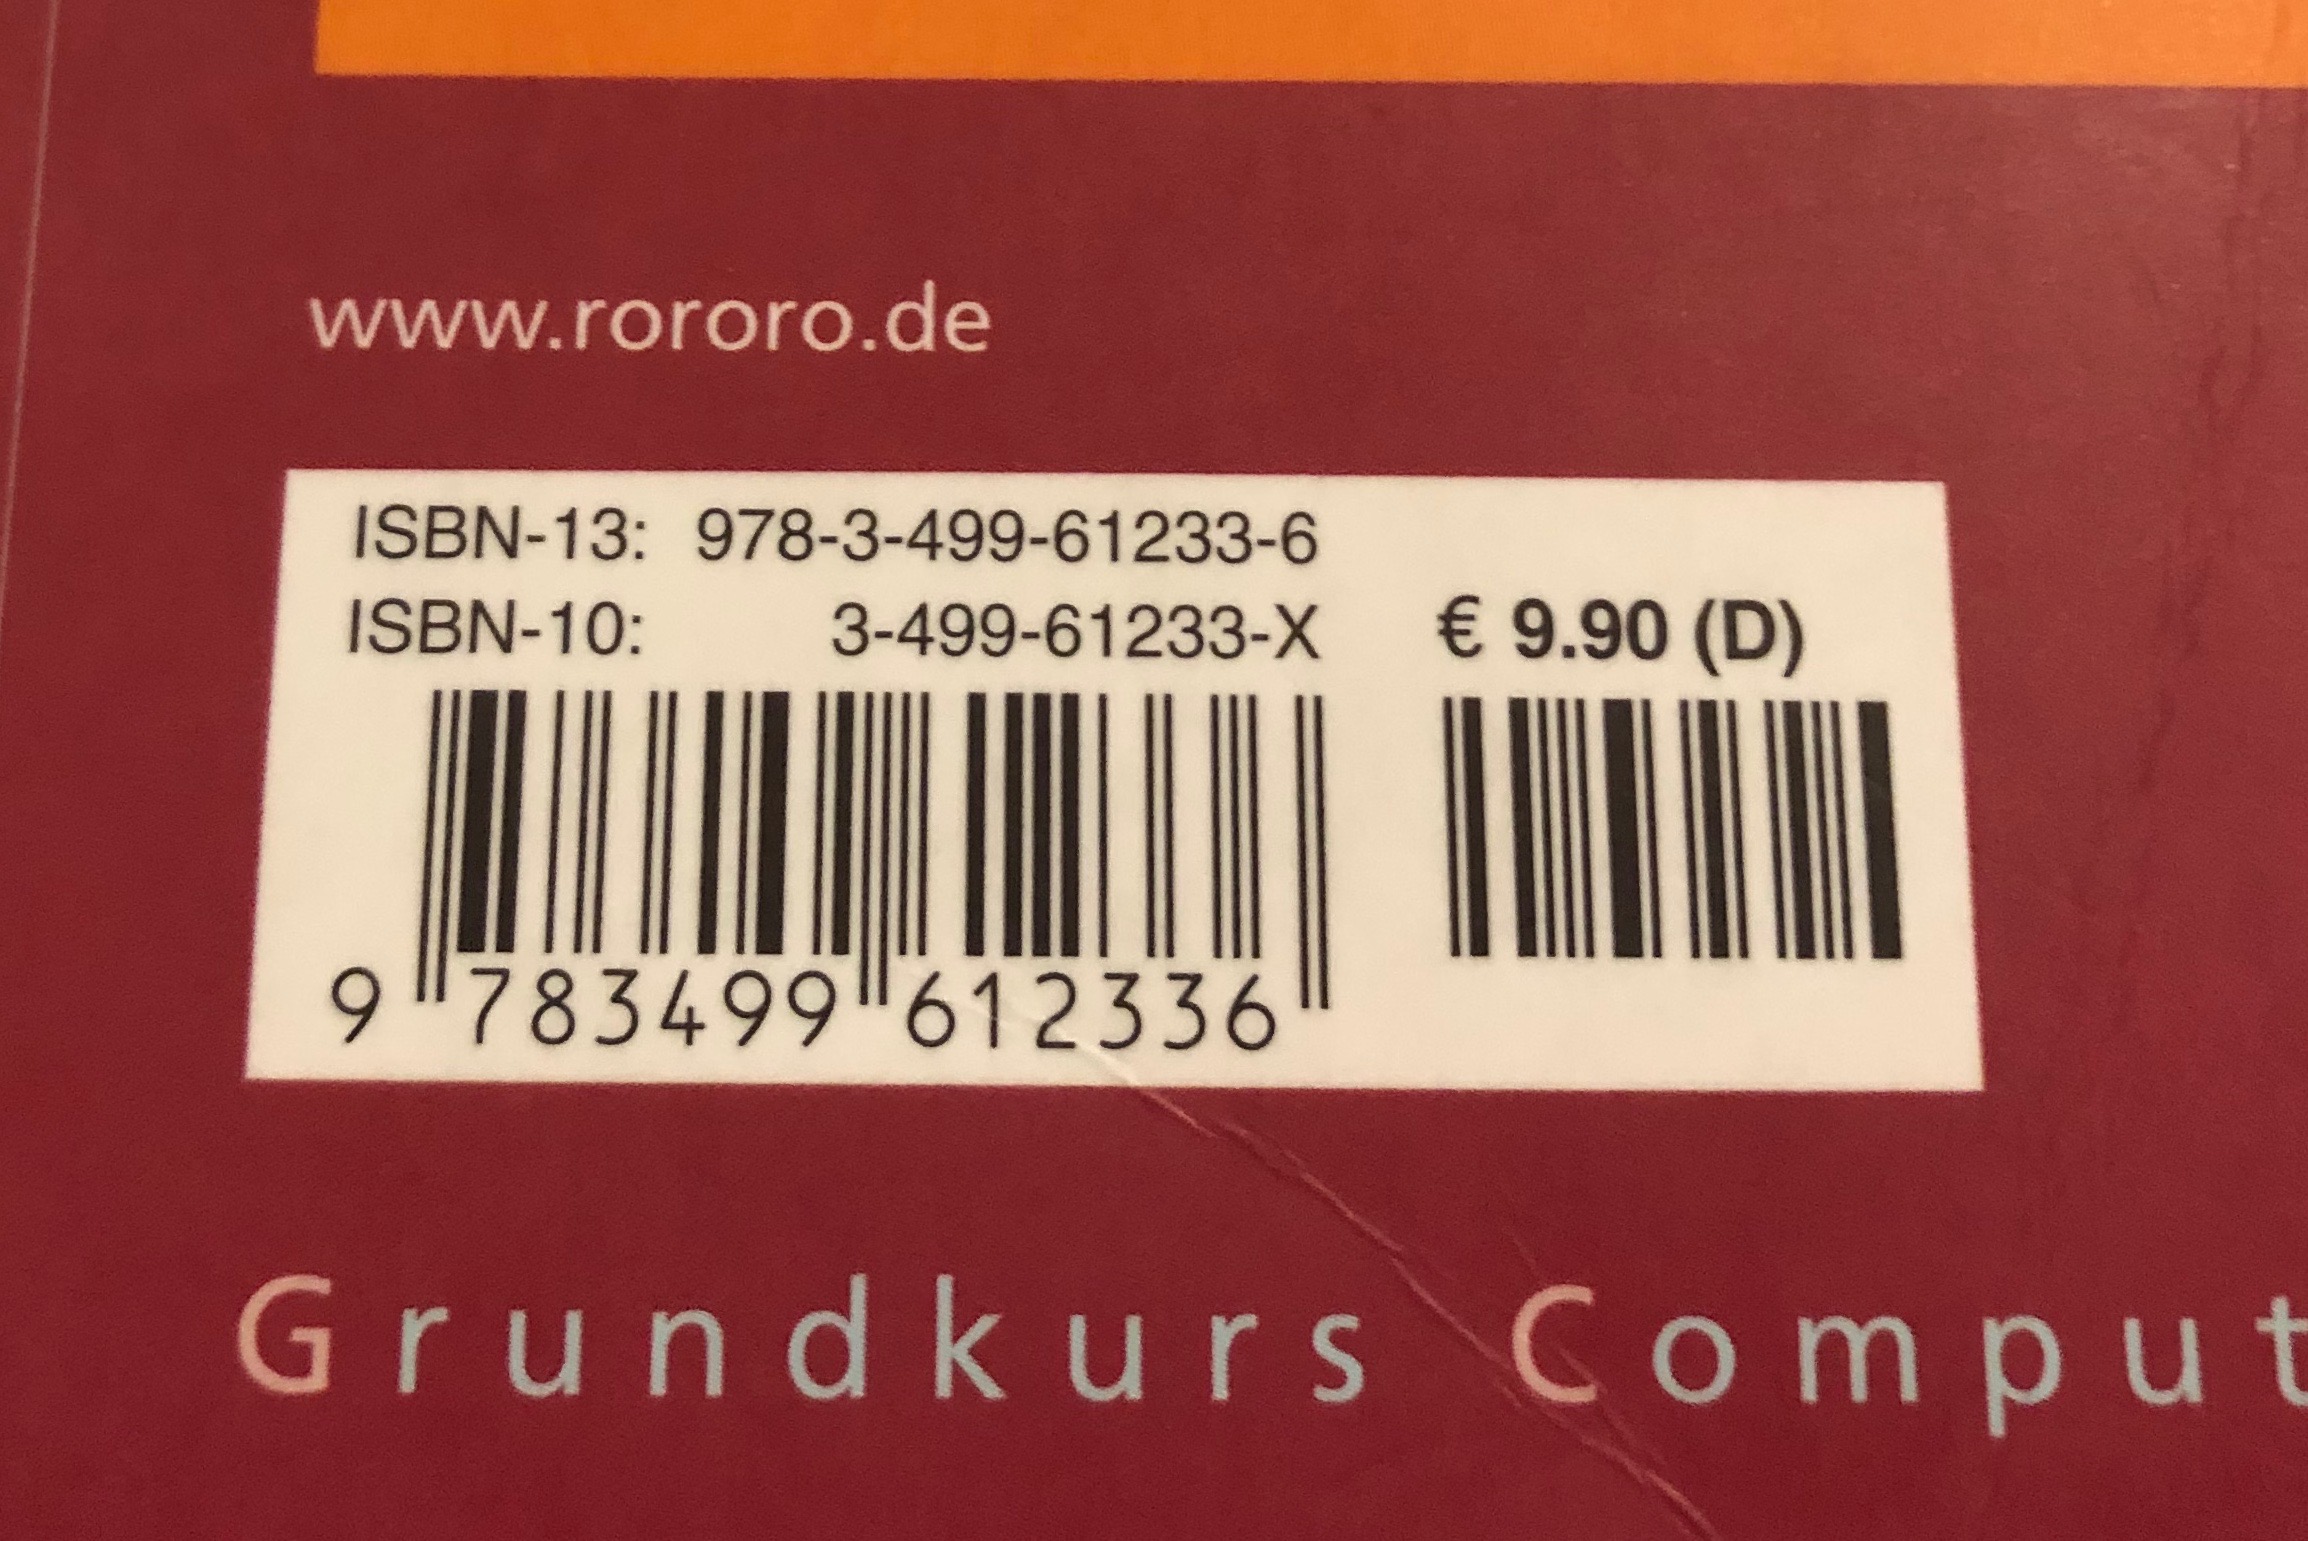 www.rororo.de
ISBN-13: 978-3-499-61233-6
ISBN-10: 3-499-61233-X € 9.90 (D)
9 783499 612336
Grundkurs Comput